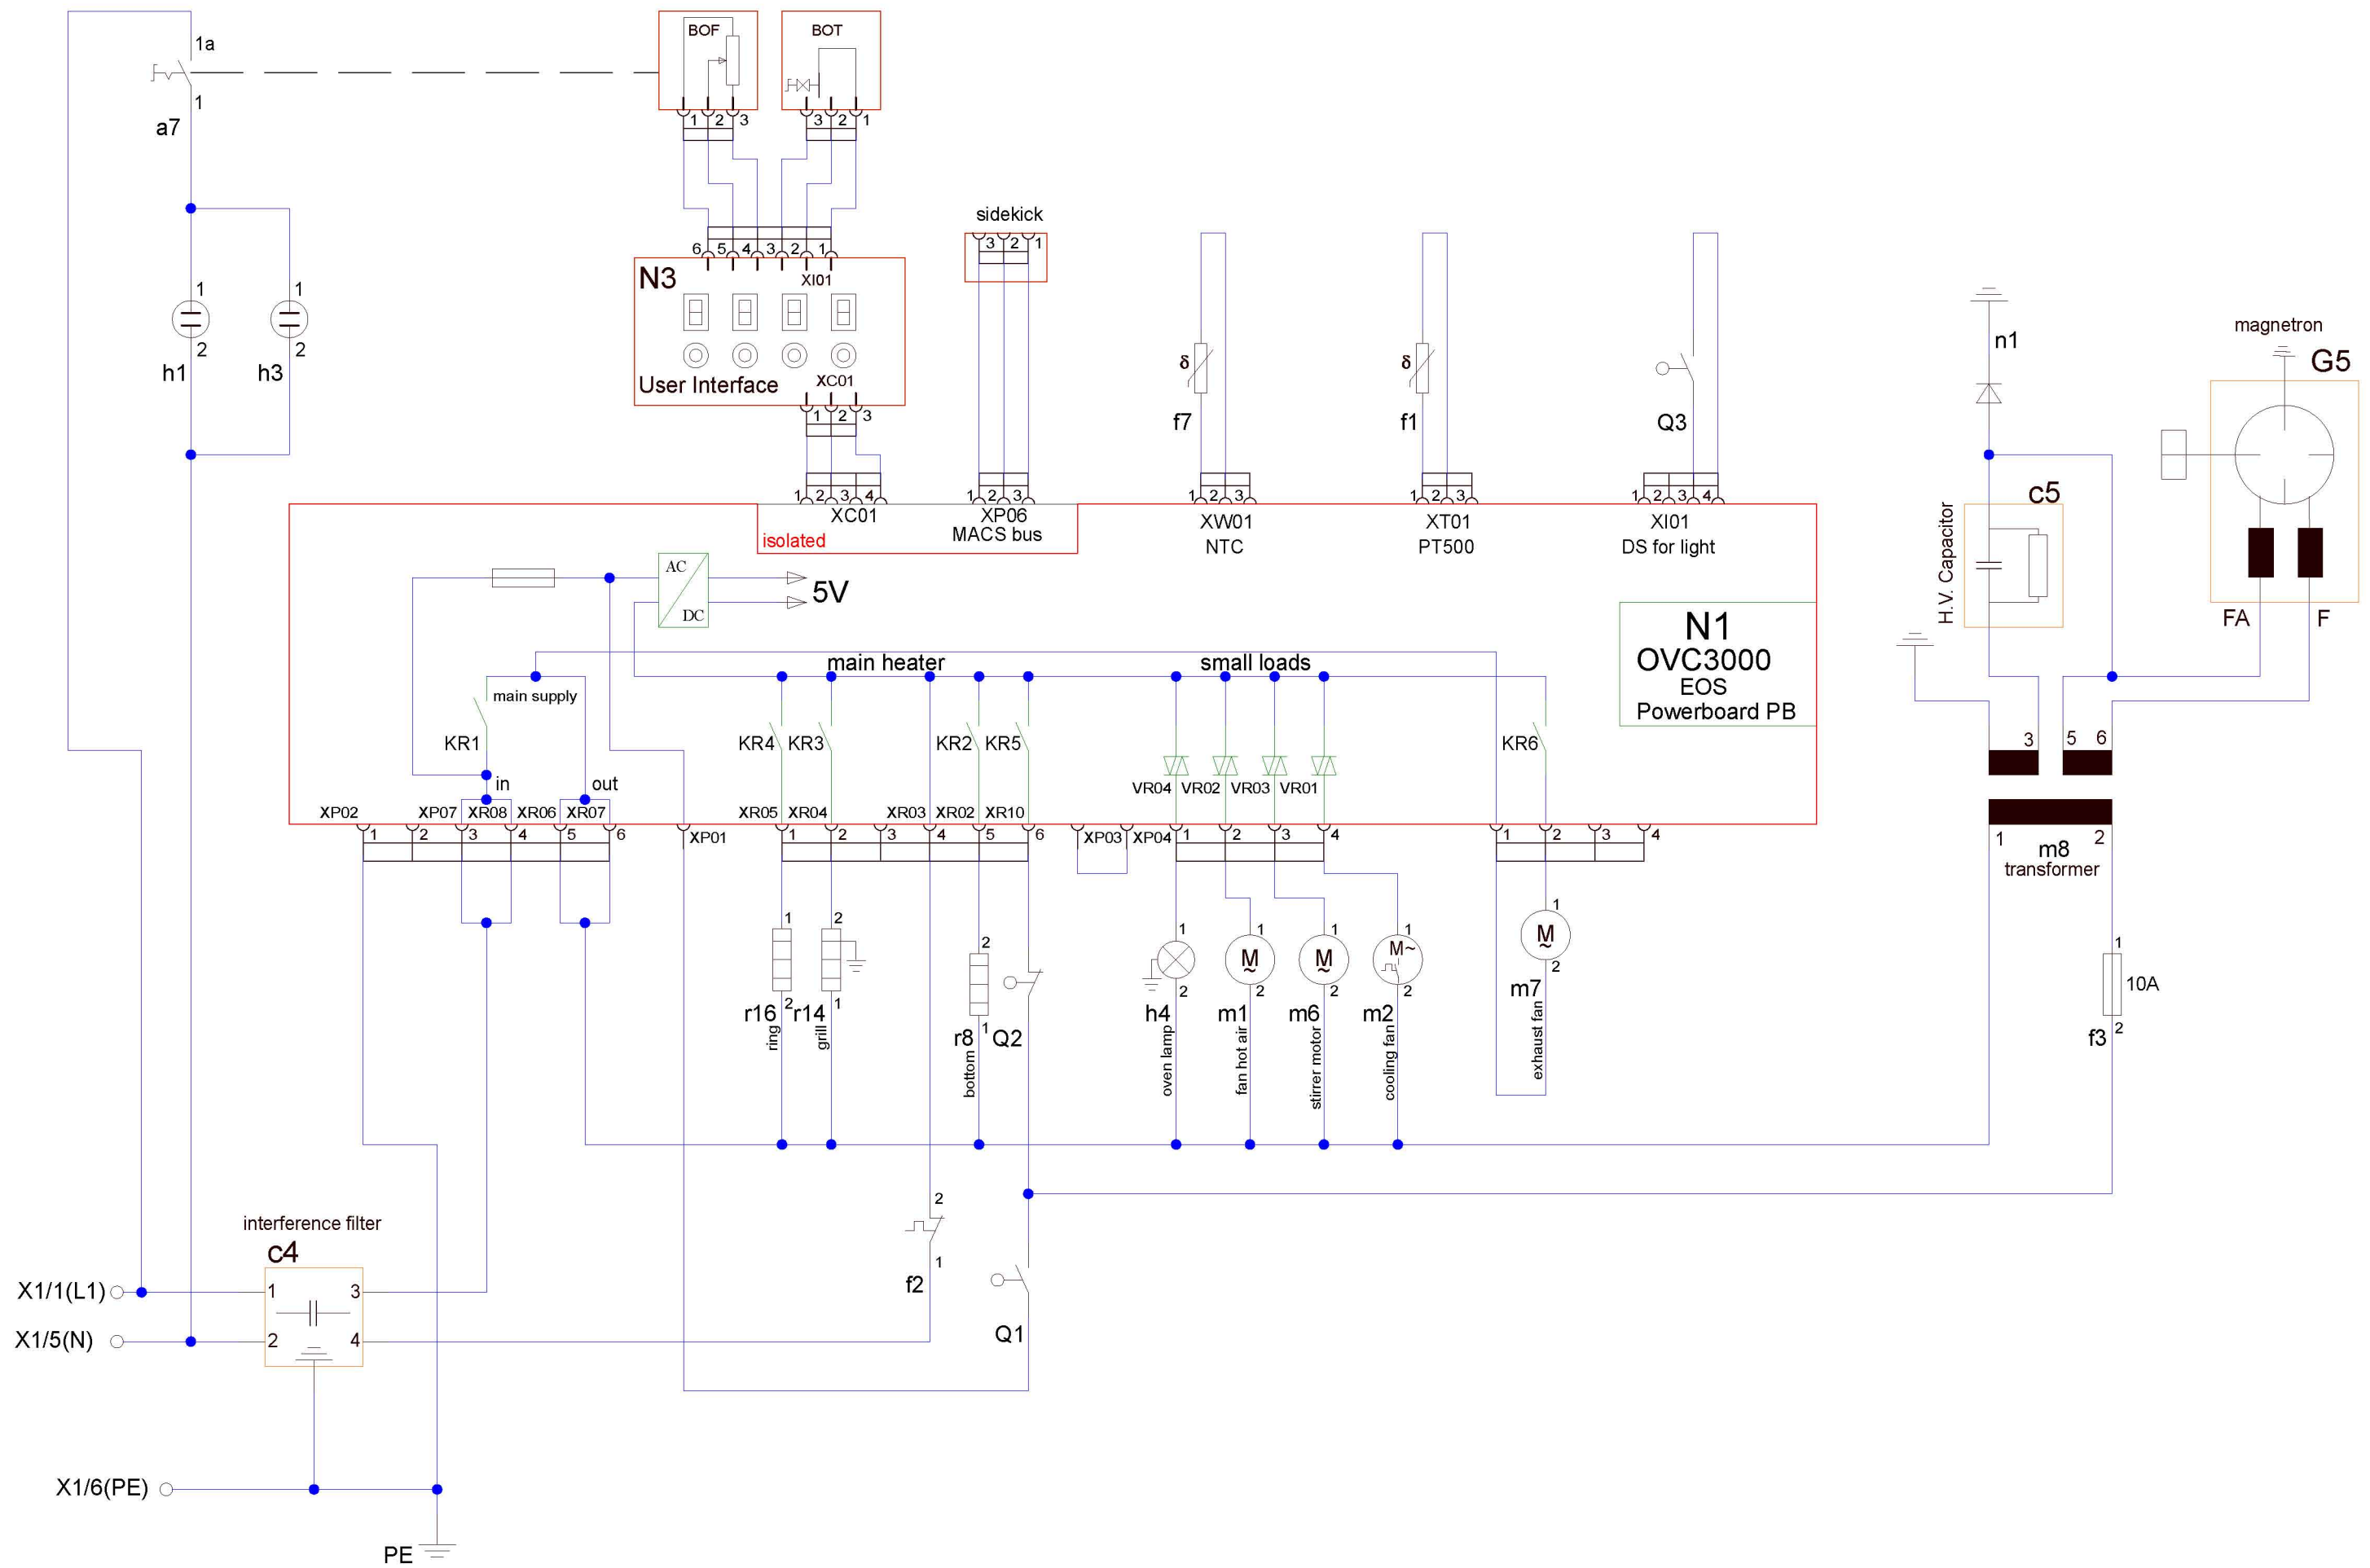 BOF
BOT
1a
1
a7
1 2 3
3 2 1
sidekick
3 2 1
6 5 4 3 2 1
N3
XI01
User Interface
XC01
1 2 3
1
2
h1
1
2
h3
δ
f7
δ
f1
Q3
n1
magnetron
G5
FA
F
c5
H.V. Capacitor
1 2 3 4
XC01
1 2 3
XP06
MACS bus
1 2 3
XW01
NTC
1 2 3
XT01
PT500
1 2 3 4
XI01
DS for light
isolated
AC
DC
5V
N1
OVC3000
EOS
Powerboard PB
main heater
small loads
main supply
KR1
KR4
KR3
KR2
KR5
KR6
in
out
VR04
VR02
VR03
VR01
XP02
XP07
XR08
XR06
XR07
XP01
XR05
XR04
XR03
XR02
XR10
XP03
XP04
1 2 3 4 5 6
1 2 3 4 5 6
1 2 3 4
1 2 3 4
3
5 6
1
2
m8
transformer
1
2
r16
ring
2
1
r14
grill
2
1
r8
bottom
Q2
1
2
h4
oven lamp
1
M
~
2
m1
fan hot air
1
M
~
2
m6
stirrer motor
1
M~
2
m2
cooling fan
1
M
~
2
m7
exhaust fan
1
10A
2
f3
2
1
f2
Q1
interference filter
c4
X1/1(L1)
1
3
X1/5(N)
2
4
X1/6(PE)
PE